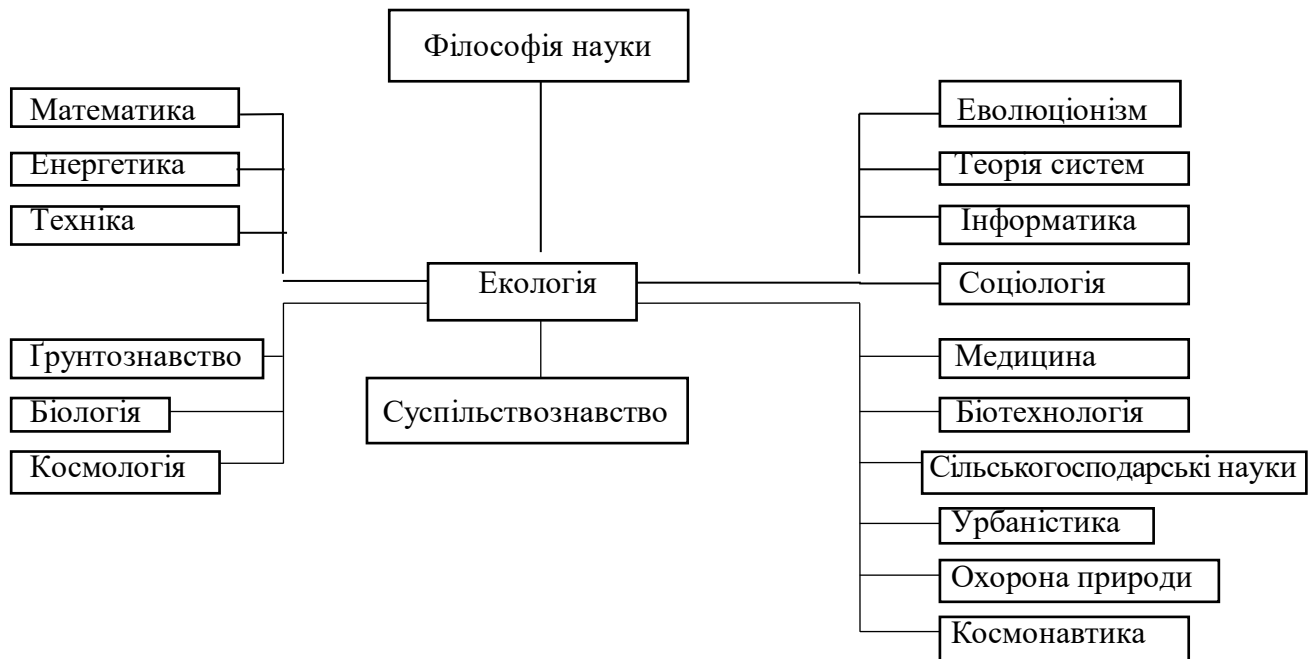 Філософія науки
Математика
Енергетика
Техніка
Еволюціонізм
Теорія систем
Інформатика
Соціологія
Екологія
Ґрунтознавство
Біологія
Космологія
Суспільствознавство
Медицина
Біотехнологія
Сільськогосподарські науки
Урбаністика
Охорона природи
Космонавтика